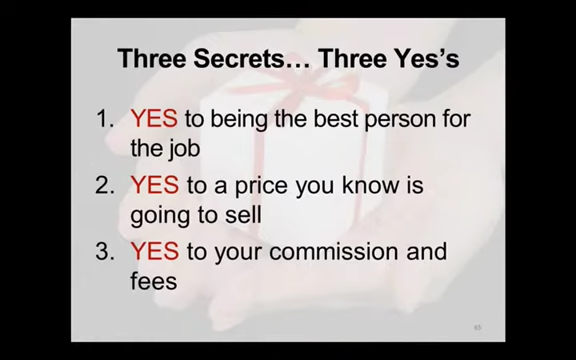 Three Secrets… Three Yes's
1. YES to being the best person for
the job
2. YES to a price you know is
going to sell
3. YES to your commission and
fees